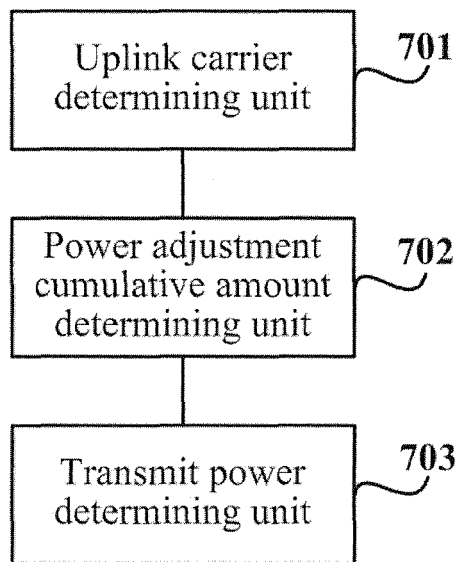 Uplink carrier
determining unit
701
Power adjustment
cumulative amount
determining unit
702
Transmit power
determining unit
703